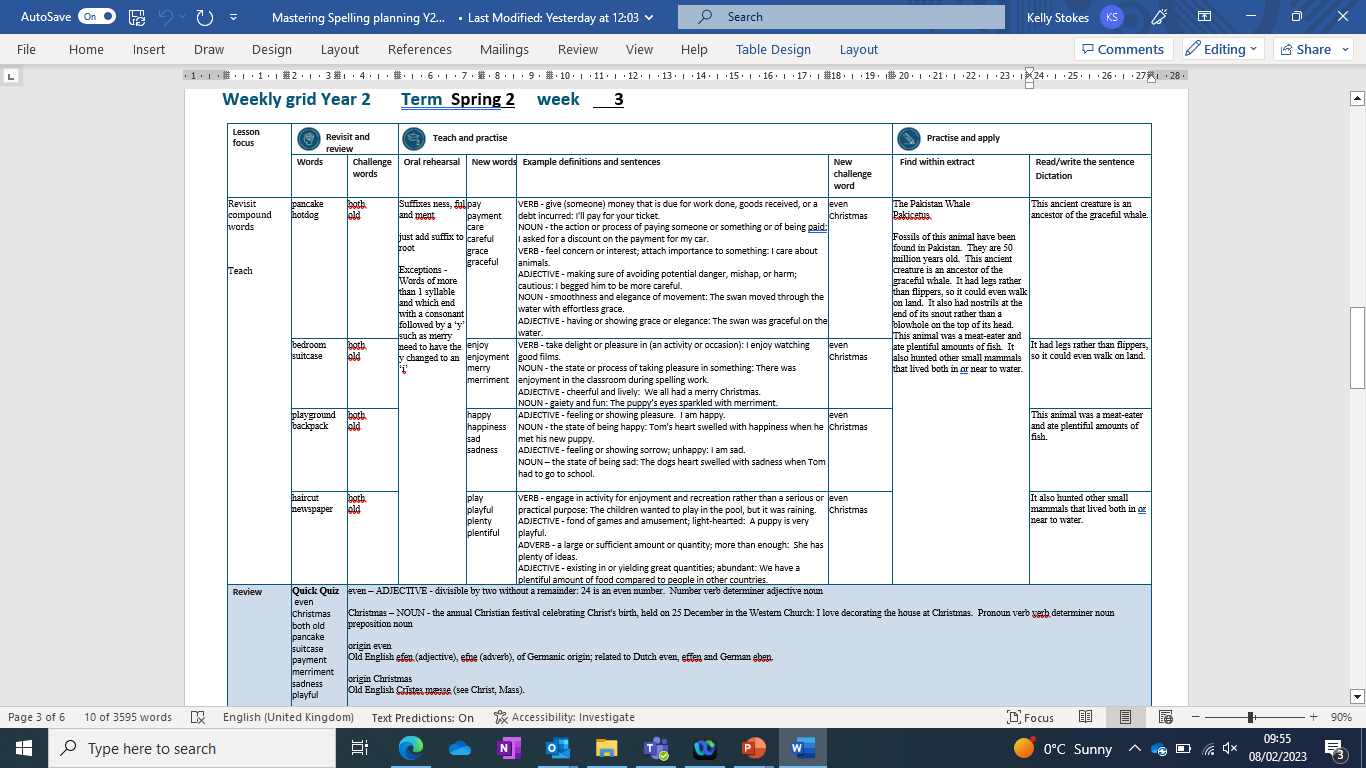 AutoSave On
Mastering Spelling planning Y2... • Last Modified: Yesterday at 12:03
Search
Kelly Stokes KS
File Home Insert Draw Design Layout References Mailings Review View Help Table Design Layout
Comments Editing Share
Weekly grid Year 2 Term Spring 2 week 3
Lesson focus
Revisit and review
Teach and practise
Practise and apply
Words
Challenge words
Oral rehearsal
New words
Example definitions and sentences
New challenge word
Find within extract
Read/write the sentence
Dictation
Revisit
compound
words
Teach
pancake
hotdog
both
old
Suffixes ness, ful
and ment
just add suffix to
root
Exceptions -
Words of more
than 1 syllable
and which end
with a consonant
followed by a 'y'
such as merry
need to have the
y changed to an
'i'
pay
payment
care
careful
grace
graceful
VERB - give (someone) money that is due for work done, goods received, or a
debt incurred: I'll pay for your ticket.
NOUN - the action or process of paying someone or something or of being paid:
I asked for a discount on the payment for my car.
VERB - feel concern or interest; attach importance to something: I care about
animals.
ADJECTIVE - making sure of avoiding potential danger, mishap, or harm;
cautious: I begged him to be more careful.
NOUN - smoothness and elegance of movement: The swan moved through the
water with effortless grace.
ADJECTIVE - having or showing grace or elegance: The swan was graceful on the
water.
even
Christmas
The Pakistan Whale
Pakicetus.
Fossils of this animal have been
found in Pakistan. They are 50
million years old. This ancient
creature is an ancestor of the
graceful whale. It had legs rather
than flippers, so it could even walk
on land. It also had nostrils at the
end of its snout rather than a
blowhole on the top of its head.
This animal was a meat-eater and
ate plentiful amounts of fish. It
also hunted other small mammals
that lived both in or near to water.
This ancient creature is an
ancestor of the graceful whale.
bedroom
suitcase
both
old
enjoy
enjoyment
merry
merriment
VERB - take delight or pleasure in (an activity or occasion): I enjoy watching
good films.
NOUN - the state or process of taking pleasure in something: There was
enjoyment in the classroom during spelling work.
ADJECTIVE - cheerful and lively: We all had a merry Christmas.
NOUN - gaiety and fun: The puppy's eyes sparkled with merriment.
even
Christmas
It had legs rather than flippers,
so it could even walk on land.
playground
backpack
both
old
happy
happiness
sad
sadness
ADJECTIVE - feeling or showing pleasure. I am happy.
NOUN - the state of being happy: Tom's heart swelled with happiness when he
met his new puppy.
ADJECTIVE - feeling or showing sorrow; unhappy: I am sad.
NOUN – the state of being sad: The dogs heart swelled with sadness when Tom
had to go to school.
even
Christmas
This animal was a meat-eater
and ate plentiful amounts of
fish.
haircut
newspaper
both
old
play
playful
plenty
plentiful
VERB - engage in activity for enjoyment and recreation rather than a serious or
practical purpose: The children wanted to play in the pool, but it was raining.
ADJECTIVE - fond of games and amusement; light-hearted: A puppy is very
playful.
ADVERB - a large or sufficient amount or quantity; more than enough: She has
plenty of ideas.
ADJECTIVE - existing in or yielding great quantities; abundant: We have a
plentiful amount of food compared to people in other countries.
even
Christmas
It also hunted other small
mammals that lived both in or
near to water.
Review
Quick Quiz
even
Christmas
both old
pancake
suitcase
payment
merriment
sadness
playful
even – ADJECTIVE - divisible by two without a remainder: 24 is an even number. Number verb determiner adjective noun
Christmas – NOUN - the annual Christian festival celebrating Christ's birth, held on 25 December in the Western Church: I love decorating the house at Christmas. Pronoun verb verb determiner noun
preposition noun
origin even
Old English efen (adjective), efne (adverb), of Germanic origin; related to Dutch even, effen and German eben.
origin Christmas
Old English Crīstes mæsse (see Christ, Mass).
Page 3 of 6 10 of 3595 words English (United Kingdom) Text Predictions: On Accessibility: Investigate Focus 90%
Type here to search
0°C Sunny
09:55
08/02/2023
3